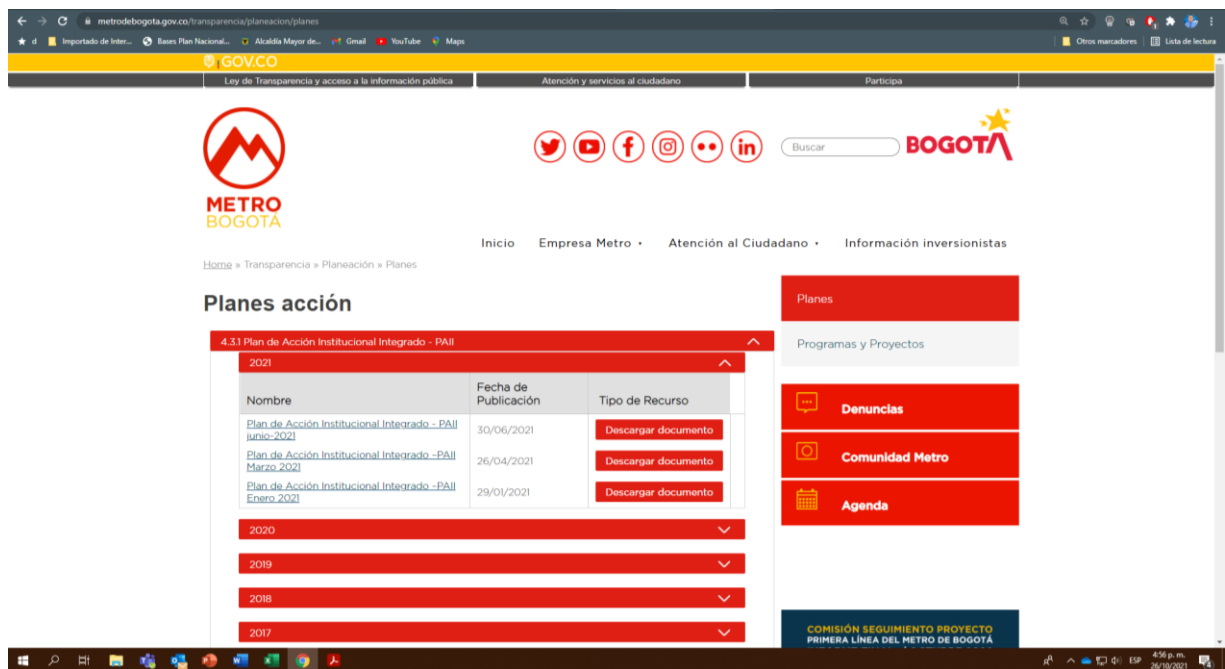 metrodebogota.gov.co/transparencia/planeacion/planes
d Importado de Inter... Bases Plan Nacional... Alcaldía Mayor de... Gmail YouTube Maps Otros marcadores Lista de lectura
GOV.CO
Ley de Transparencia y acceso a la información pública Atención y servicios al ciudadano Participa
Buscar
BOGOTÁ
METRO
BOGOTÁ
Inicio Empresa Metro Atención al Ciudadano Información inversionistas
Home » Transparencia » Planeación » Planes
Planes acción
Planes
4.3.1 Plan de Acción Institucional Integrado - PAII
Programas y Proyectos
2021
Nombre Fecha de Publicación Tipo de Recurso
Plan de Acción Institucional Integrado - PAII
junio-2021 30/06/2021 Descargar documento
Plan de Acción Institucional Integrado –PAII
Marzo 2021 26/04/2021 Descargar documento
Plan de Acción Institucional Integrado –PAII
Enero 2021 29/01/2021 Descargar documento
Denuncias
Comunidad Metro
Agenda
2020
2019
2018
2017
COMISIÓN SEGUIMIENTO PROYECTO
PRIMERA LÍNEA DEL METRO DE BOGOTÁ
ESP 4:56 p. m.
26/10/2021